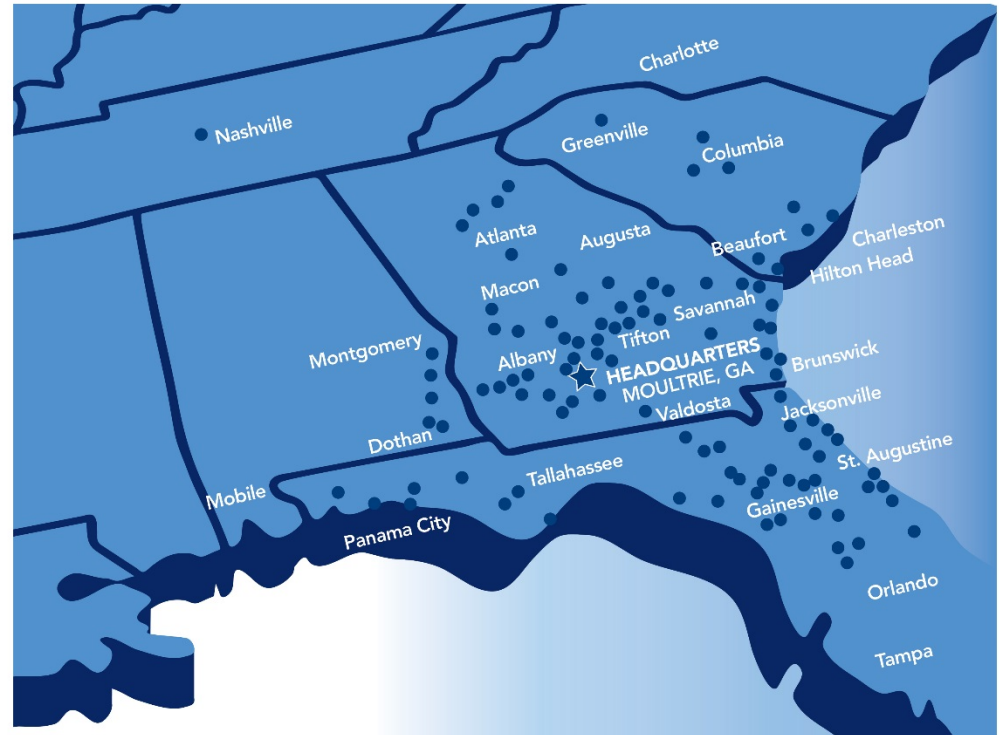 Charlotte
Nashville
Greenville
Columbia
Atlanta
Augusta
Beaufort
Charleston
Hilton Head
Macon
Savannah
Montgomery
Albany
Tifton
HEADQUARTERS
MOULTRIE, GA
Brunswick
Valdosta
Jacksonville
Dothan
St. Augustine
Tallahassee
Mobile
Gainesville
Panama City
Orlando
Tampa